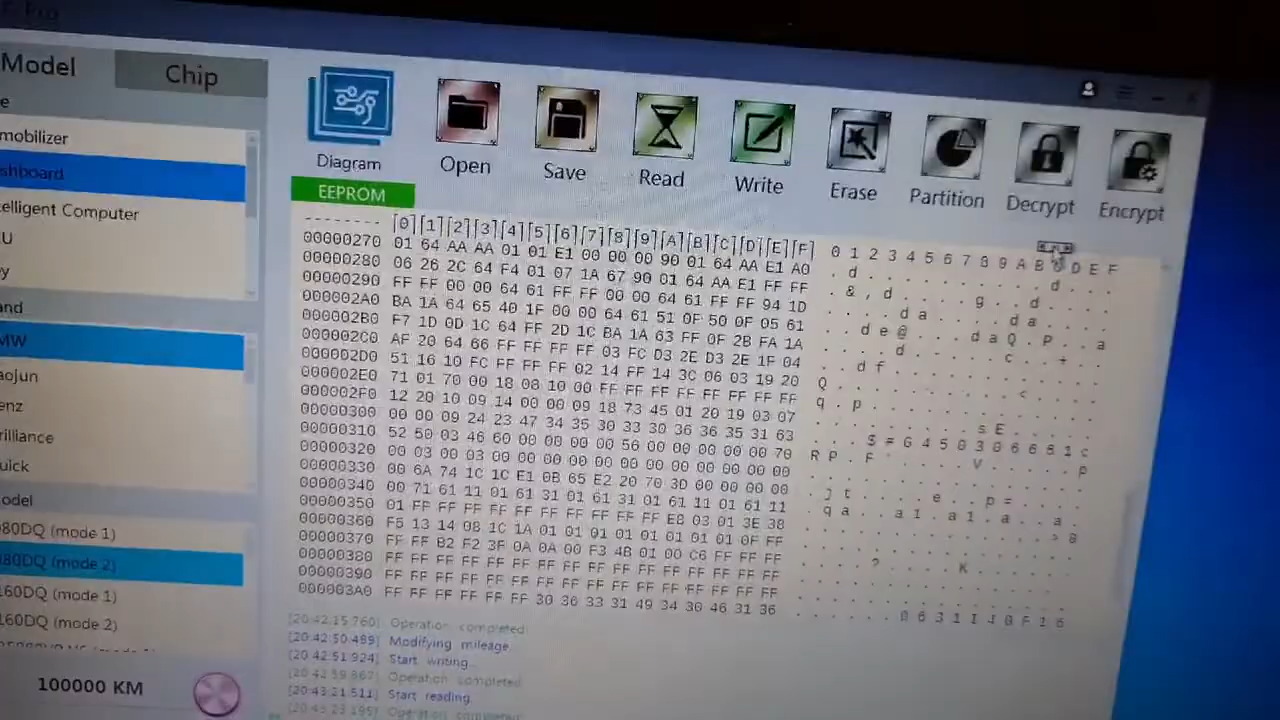 Model
Chip
Diagram
Open
Save
Read
Write
Erase
Partition
Decrypt
Encrypt
EEPROM
mobilizer
shboard
elligent Computer
-------- [0][1][2][3][4][5][6][7][8][9][A][B][C][D][E][F] 0 1 2 3 4 5 6 7 8 9 A B C D E F
00000270 01 64 AA AA 01 01 E1 00 00 00 90 01 64 AA E1 A0
00000280 06 26 2C 64 F4 01 07 1A 67 90 01 64 AA E1 FF FF
00000290 FF FF 00 00 64 61 FF FF 00 00 64 61 FF FF 94 1D
000002A0 BA 1A 64 65 40 1F 00 00 64 61 51 0F 50 0F 05 61
000002B0 F7 1D 0D 1C 64 FF 2D 1C BA 1A 63 FF 0F 2B FA 1A
000002C0 AF 20 64 66 FF FF FF FF 03 FC D3 2E D3 2E 1F 04
000002D0 51 16 10 FC FF FF FF 02 14 FF 14 3C 06 03 19 20
000002E0 71 01 70 00 18 08 10 00 FF FF FF FF FF FF FF FF
000002F0 12 20 10 09 14 00 00 09 18 73 45 01 20 19 03 07
00000300 00 00 09 24 23 47 34 35 30 33 30 36 36 35 31 63
00000310 52 50 03 46 60 00 00 00 00 56 00 00 00 00 00 70
00000320 00 03 00 03 00 00 00 00 00 00 00 00 00 00 00 00
00000330 00 6A 74 1C 1C E1 0B 65 E2 20 70 3D 00 00 00 00
00000340 00 71 61 11 01 61 31 01 61 31 01 61 11 01 61 11
00000350 01 FF FF FF FF FF FF FF FF FF FF E8 03 01 3E 38
00000360 F5 13 14 08 1C 1A 01 01 01 01 01 01 01 01 0F FF
00000370 FF FF B2 F2 3F 0A 0A 00 F3 4B 01 00 C6 FF FF FF
00000380 FF FF FF FF FF FF FF FF FF FF FF FF FF FF FF FF
00000390 FF FF FF FF FF FF FF FF FF FF FF FF FF FF FF FF
000003A0 FF FF FF FF FF FF 30 36 33 31 49 34 30 46 31 36
MW
aojun
enz
rilliance
uick
odel
80DQ (mode 1)
080DQ (mode 2)
160DQ (mode 1)
160DQ (mode 2)
100000 KM
[20:42:15.760] Operation completed
[20:42:50.489] Modifying mileage
[20:42:51.924] Start writing..
[20:42:59.867] Operation completed
[20:43:21.511] Start reading
[20:43:23.195] Operation completed